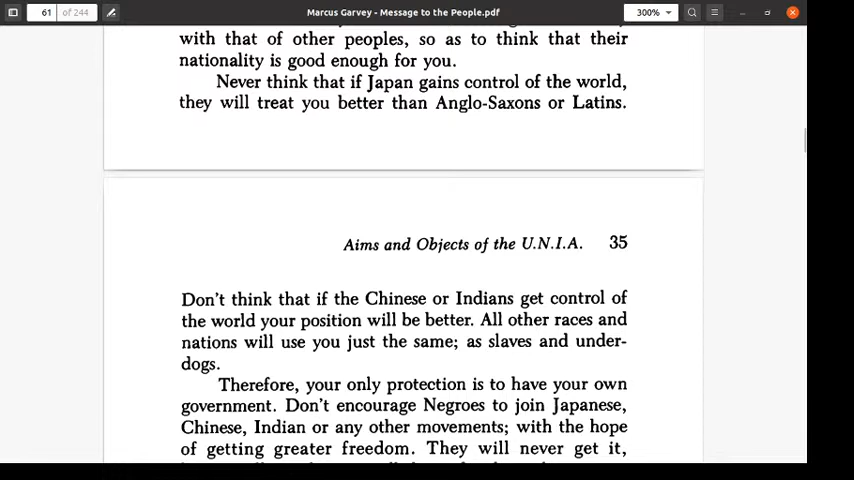 61 of 244
Marcus Garvey - Message to the People.pdf
300%
with that of other peoples, so as to think that their
nationality is good enough for you.
Never think that if Japan gains control of the world,
they will treat you better than Anglo-Saxons or Latins.
Aims and Objects of the U.N.I.A. 35
Don't think that if the Chinese or Indians get control of
the world your position will be better. All other races and
nations will use you just the same; as slaves and under-
dogs.
Therefore, your only protection is to have your own
government. Don't encourage Negroes to join Japanese,
Chinese, Indian or any other movements; with the hope
of getting greater freedom. They will never get it,